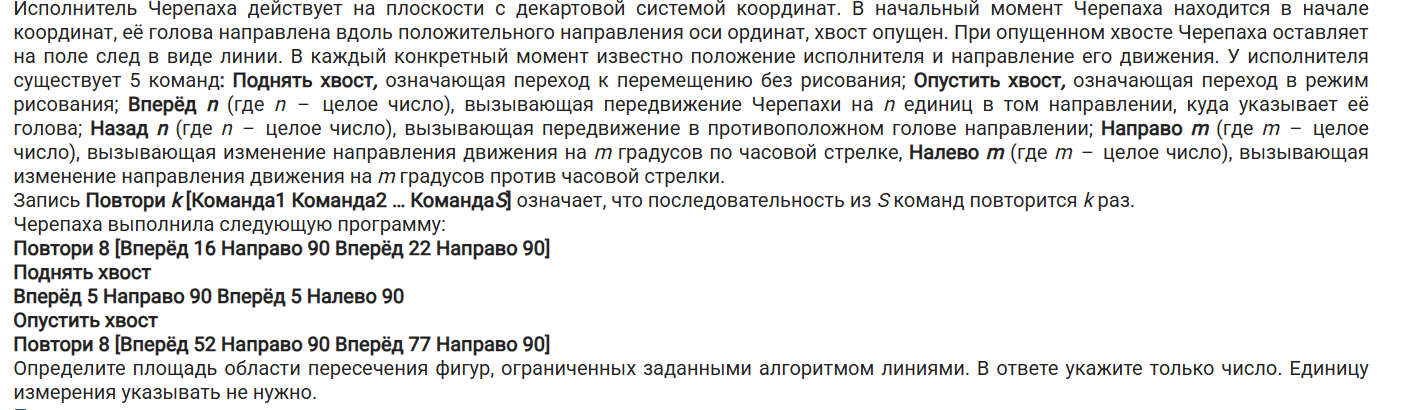 Исполнитель Черепаха действует на плоскости с декартовой системой координат. В начальный момент Черепаха находится в начале
координат, её голова направлена вдоль положительного направления оси ординат, хвост опущен. При опущенном хвосте Черепаха оставляет
на поле след в виде линии. В каждый конкретный момент известно положение исполнителя и направление его движения. У исполнителя
существует 5 команд: Поднять хвост, означающая переход к перемещению без рисования; Опустить хвост, означающая переход в режим
рисования; Вперёд n (где n – целое число), вызывающая передвижение Черепахи на n единиц в том направлении, куда указывает её
голова; Назад n (где n – целое число), вызывающая передвижение в противоположном голове направлении; Направо m (где m – целое
число), вызывающая изменение направления движения на m градусов по часовой стрелке, Налево m (где m – целое число), вызывающая
изменение направления движения на m градусов против часовой стрелки.
Запись Повтори k [Команда1 Команда2 … КомандаS] означает, что последовательность из S команд повторится k раз.
Черепаха выполнила следующую программу:
Повтори 8 [Вперёд 16 Направо 90 Вперёд 22 Направо 90]
Поднять хвост
Вперёд 5 Направо 90 Вперёд 5 Налево 90
Опустить хвост
Повтори 8 [Вперёд 52 Направо 90 Вперёд 77 Направо 90]
Определите площадь области пересечения фигур, ограниченных заданными алгоритмом линиями. В ответе укажите только число. Единицу
измерения указывать не нужно.